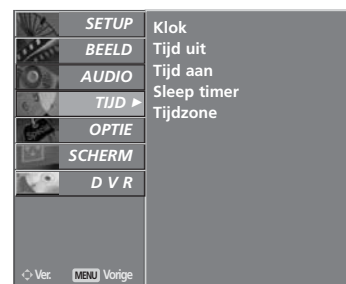 SETUP
BEELD
AUDIO
TIJD ►
OPTIE
SCHERM
D V R
Klok
Tijd uit
Tijd aan
Sleep timer
Tijdzone
Ver. MENU Vorige